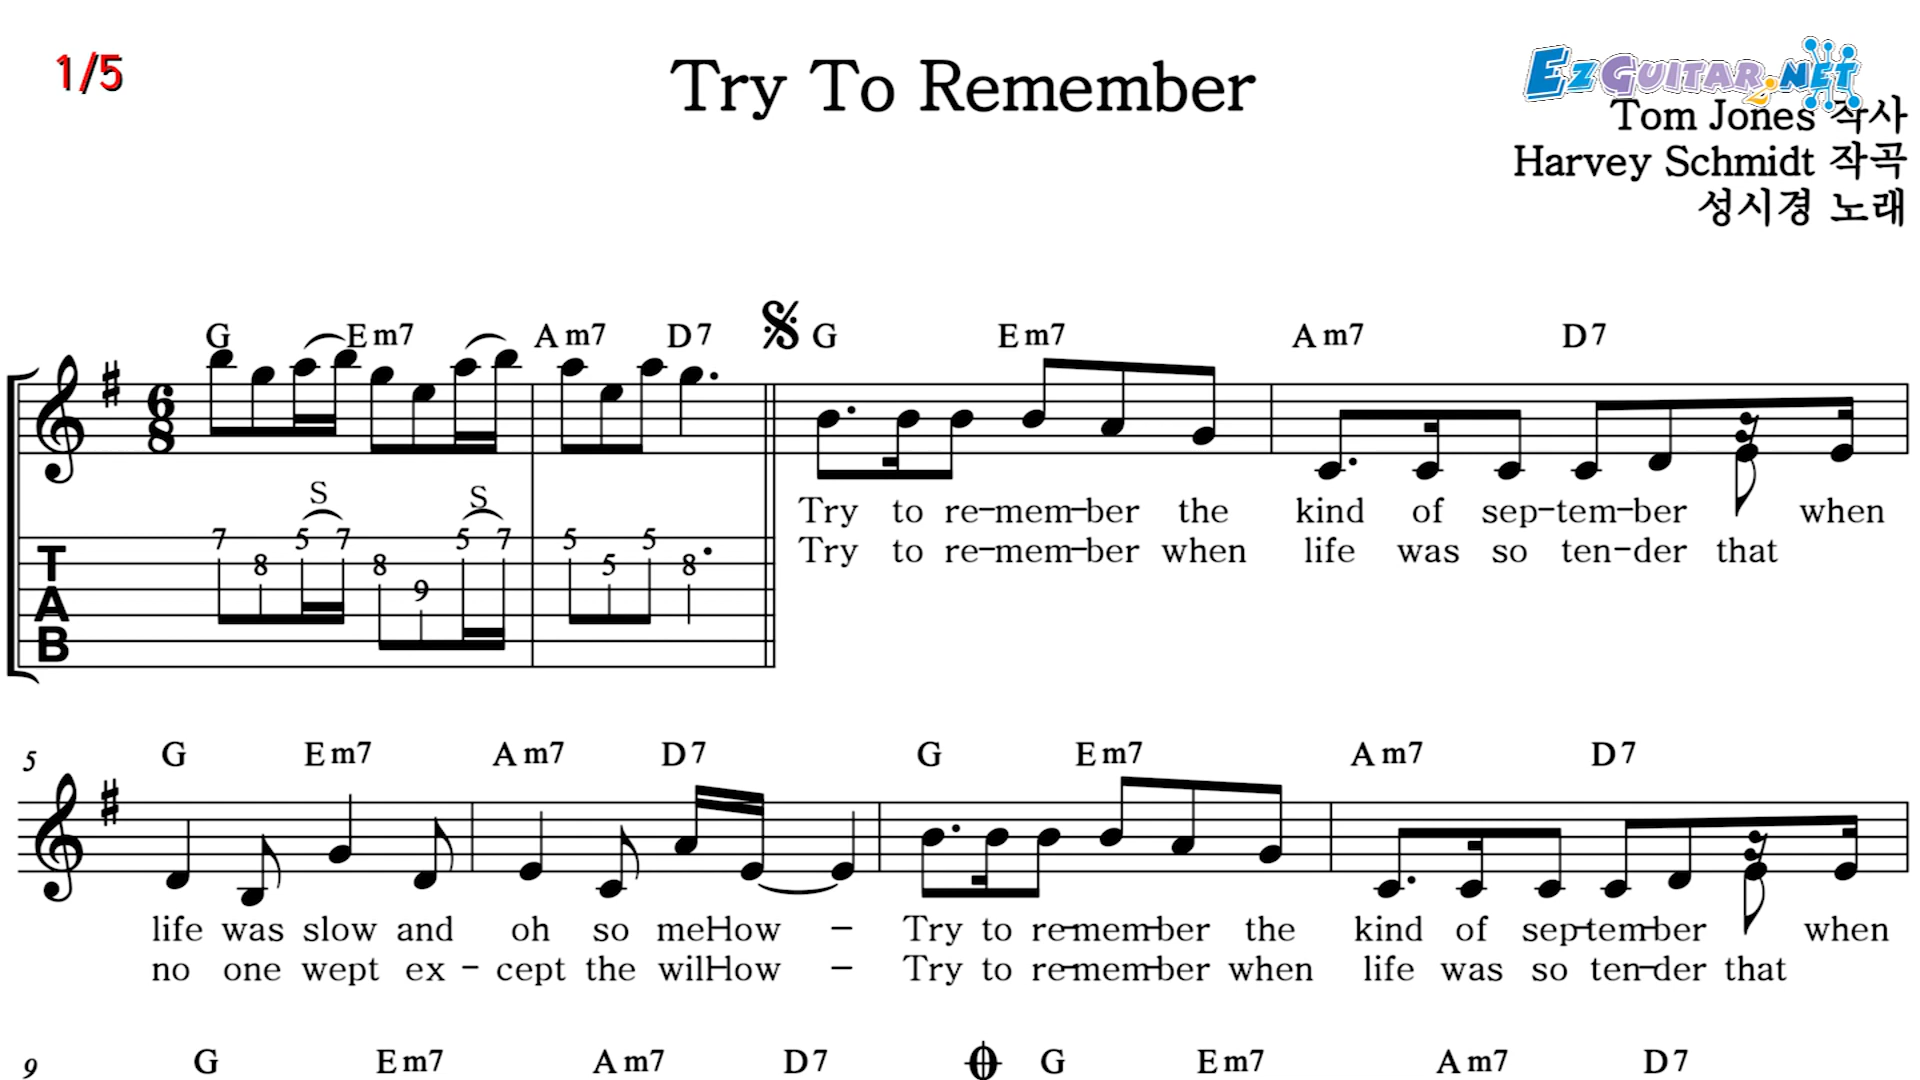 1/5
Try To Remember
EzGuitar.net
Tom Jones 작사
Harvey Schmidt 작곡
성시경 노래
G Em7 Am7 D7 G Em7 Am7 D7
6
8
S S
Try to re-mem-ber the kind of sep-tem-ber when
7 5 7 5 7 5 5
Try to re-mem-ber when life was so ten-der that
8 8 5 8
9
TAB
5 G Em7 Am7 D7 G Em7 Am7 D7
life was slow and oh so mellow - Try to re-mem-ber the kind of sep-tem-ber when
no one wept ex - cept the willow - Try to re-mem-ber when life was so ten-der that
9 G Em7 Am7 D7 G Em7 Am7 D7